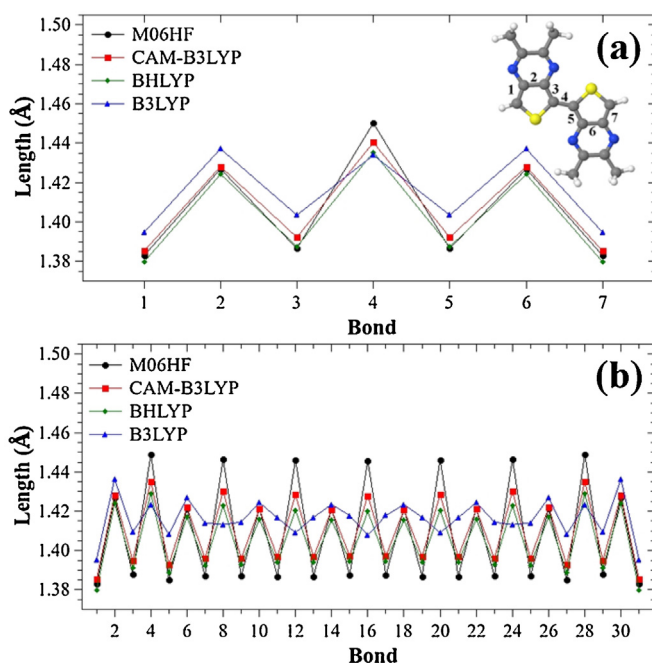 M06HF
CAM-B3LYP
BHLYP
B3LYP
(a)
1 2 3 4 5 6 7
Length (Å)
1.50
1.48
1.46
1.44
1.42
1.40
1.38
1 2 3 4 5 6 7
Bond
M06HF
CAM-B3LYP
BHLYP
B3LYP
(b)
Length (Å)
1.50
1.48
1.46
1.44
1.42
1.40
1.38
2 4 6 8 10 12 14 16 18 20 22 24 26 28 30
Bond